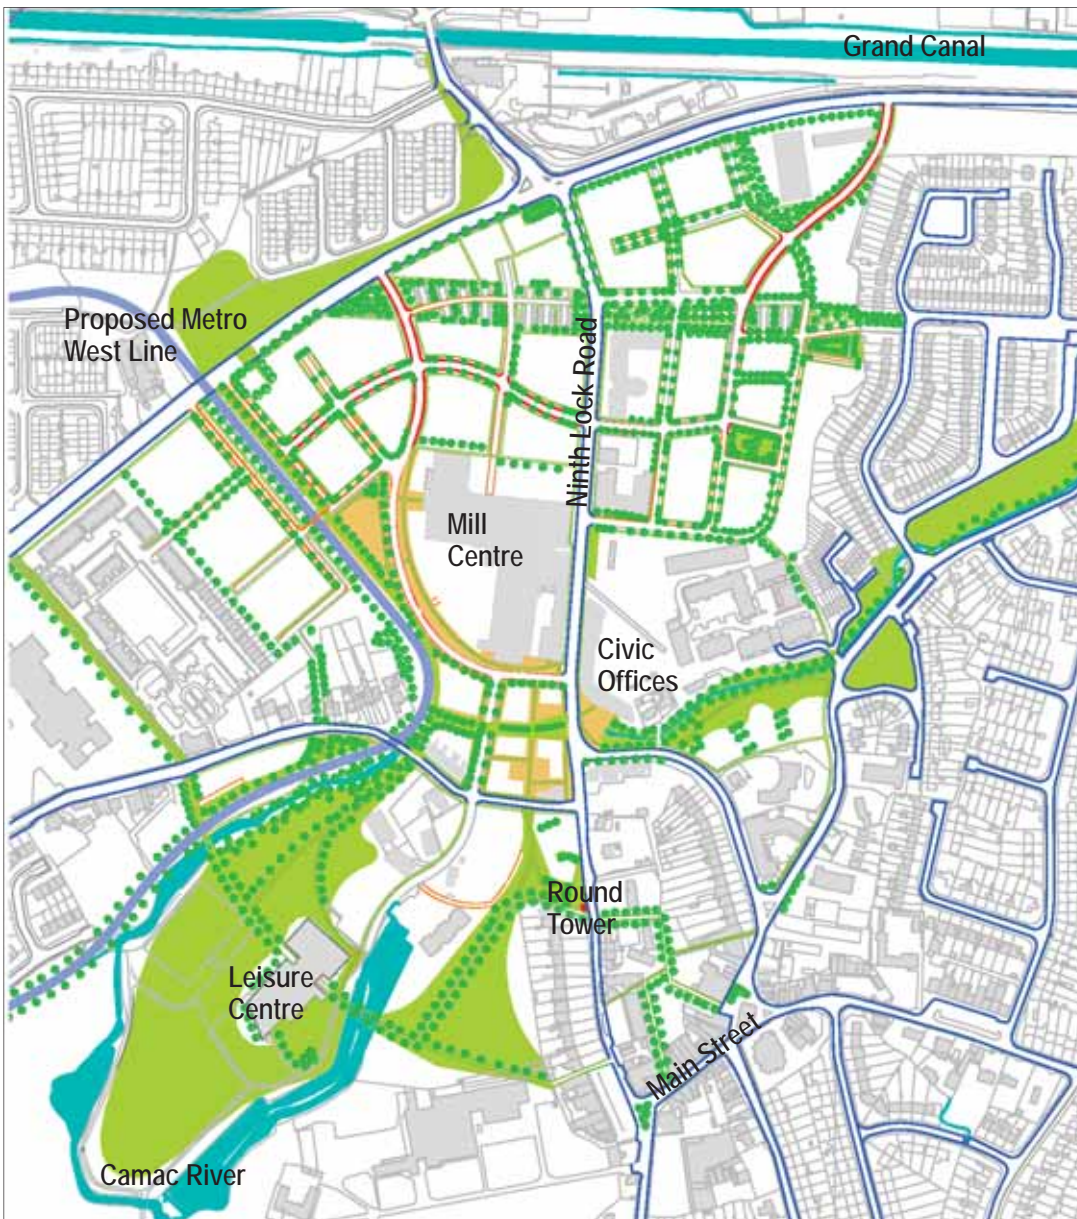 Grand Canal
Proposed Metro
West Line
Ninth Lock Road
Mill
Centre
Civic
Offices
Round
Tower
Leisure
Centre
Main Street
Camac River